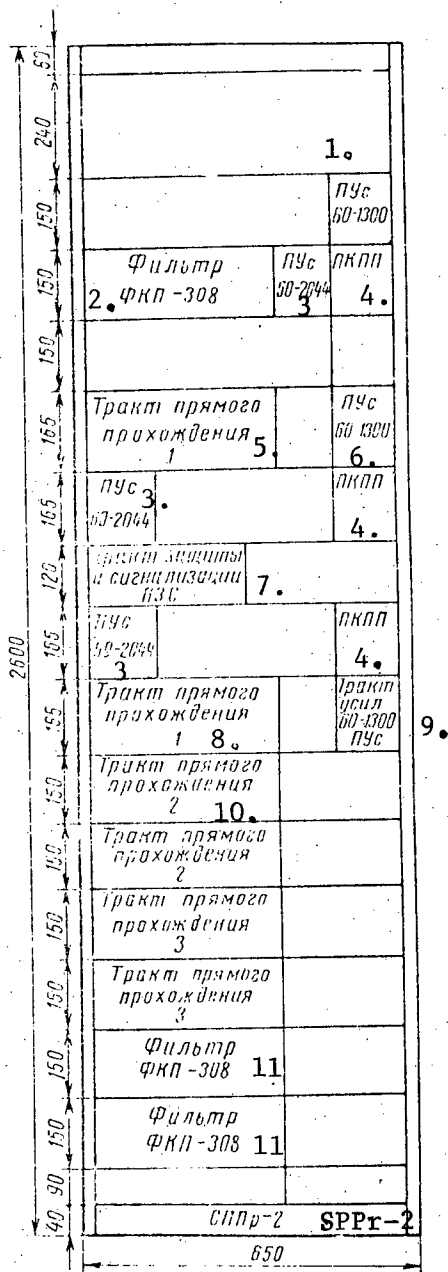 60
240
1.
150
ПУс
60-1300
150
Фильтр
ФКП-308
2.
ПУс
60-2044
3
ПКПП
4.
150
165
Тракт прямого
прохождения
1
5.
ПУс
60 1300
6.
165
ПУс
60-2044
3.
ПКПП
4.
120
защиты
и сигнализации
ПЗС
7.
165
ПУс
60-2044
3
ПКПП
4.
165
Тракт прямого
прохождения
1
8.
Тракт
усил
60-1300
ПУс
9.
150
Тракт прямого
прохождения
2
10.
150
Тракт прямого
прохождения
2
150
Тракт прямого
прохождения
3
150
Тракт прямого
прохождения
3
150
Фильтр
ФКП-308
11
150
Фильтр
ФКП-308
11
90
40
СППр-2
SPPr-2
2600
650